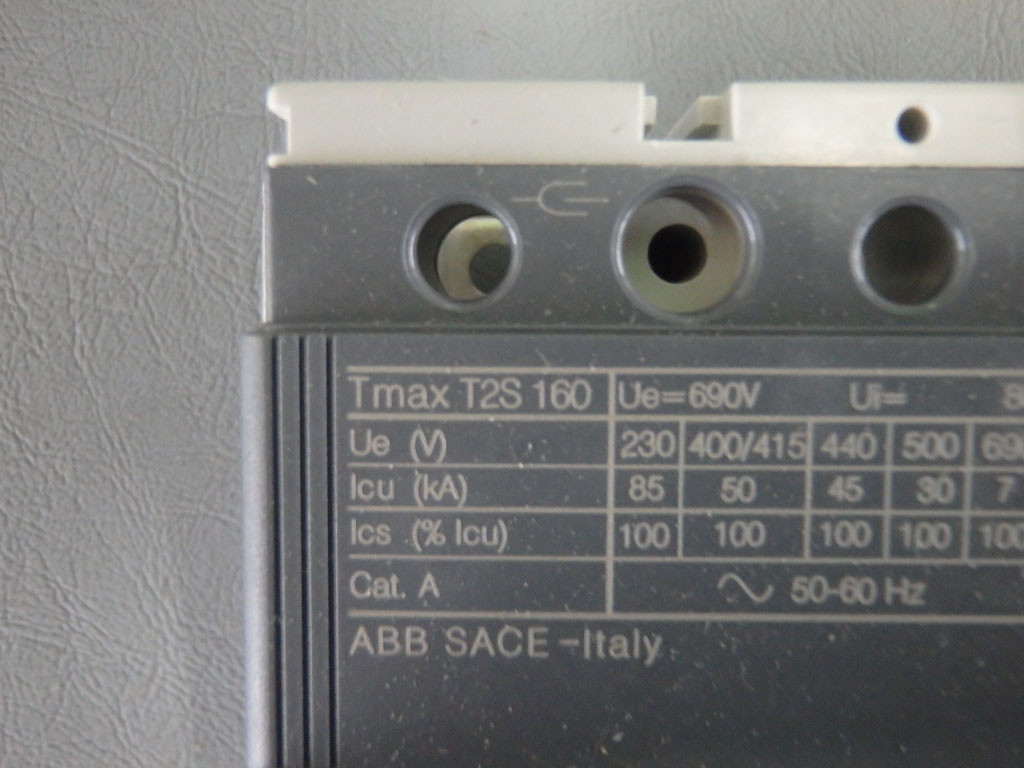 Tmax T2S 160 Ue=690V Ui=
Ue (V) 230 400/415 440 500
Icu (kA) 85 50 45 30 7
Ics (% Icu) 100 100 100 100 100
Cat. A ∿ 50-60 Hz
ABB SACE -Italy